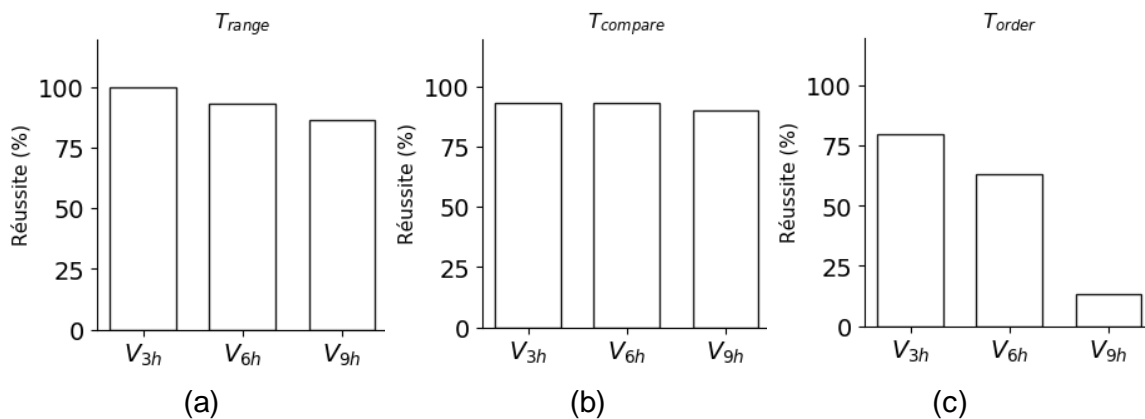 T_range
Réussite (%)
100
75
50
25
0
V_3h V_6h V_9h
(a)
T_compare
Réussite (%)
100
75
50
25
0
V_3h V_6h V_9h
(b)
T_order
Réussite (%)
100
75
50
25
0
V_3h V_6h V_9h
(c)